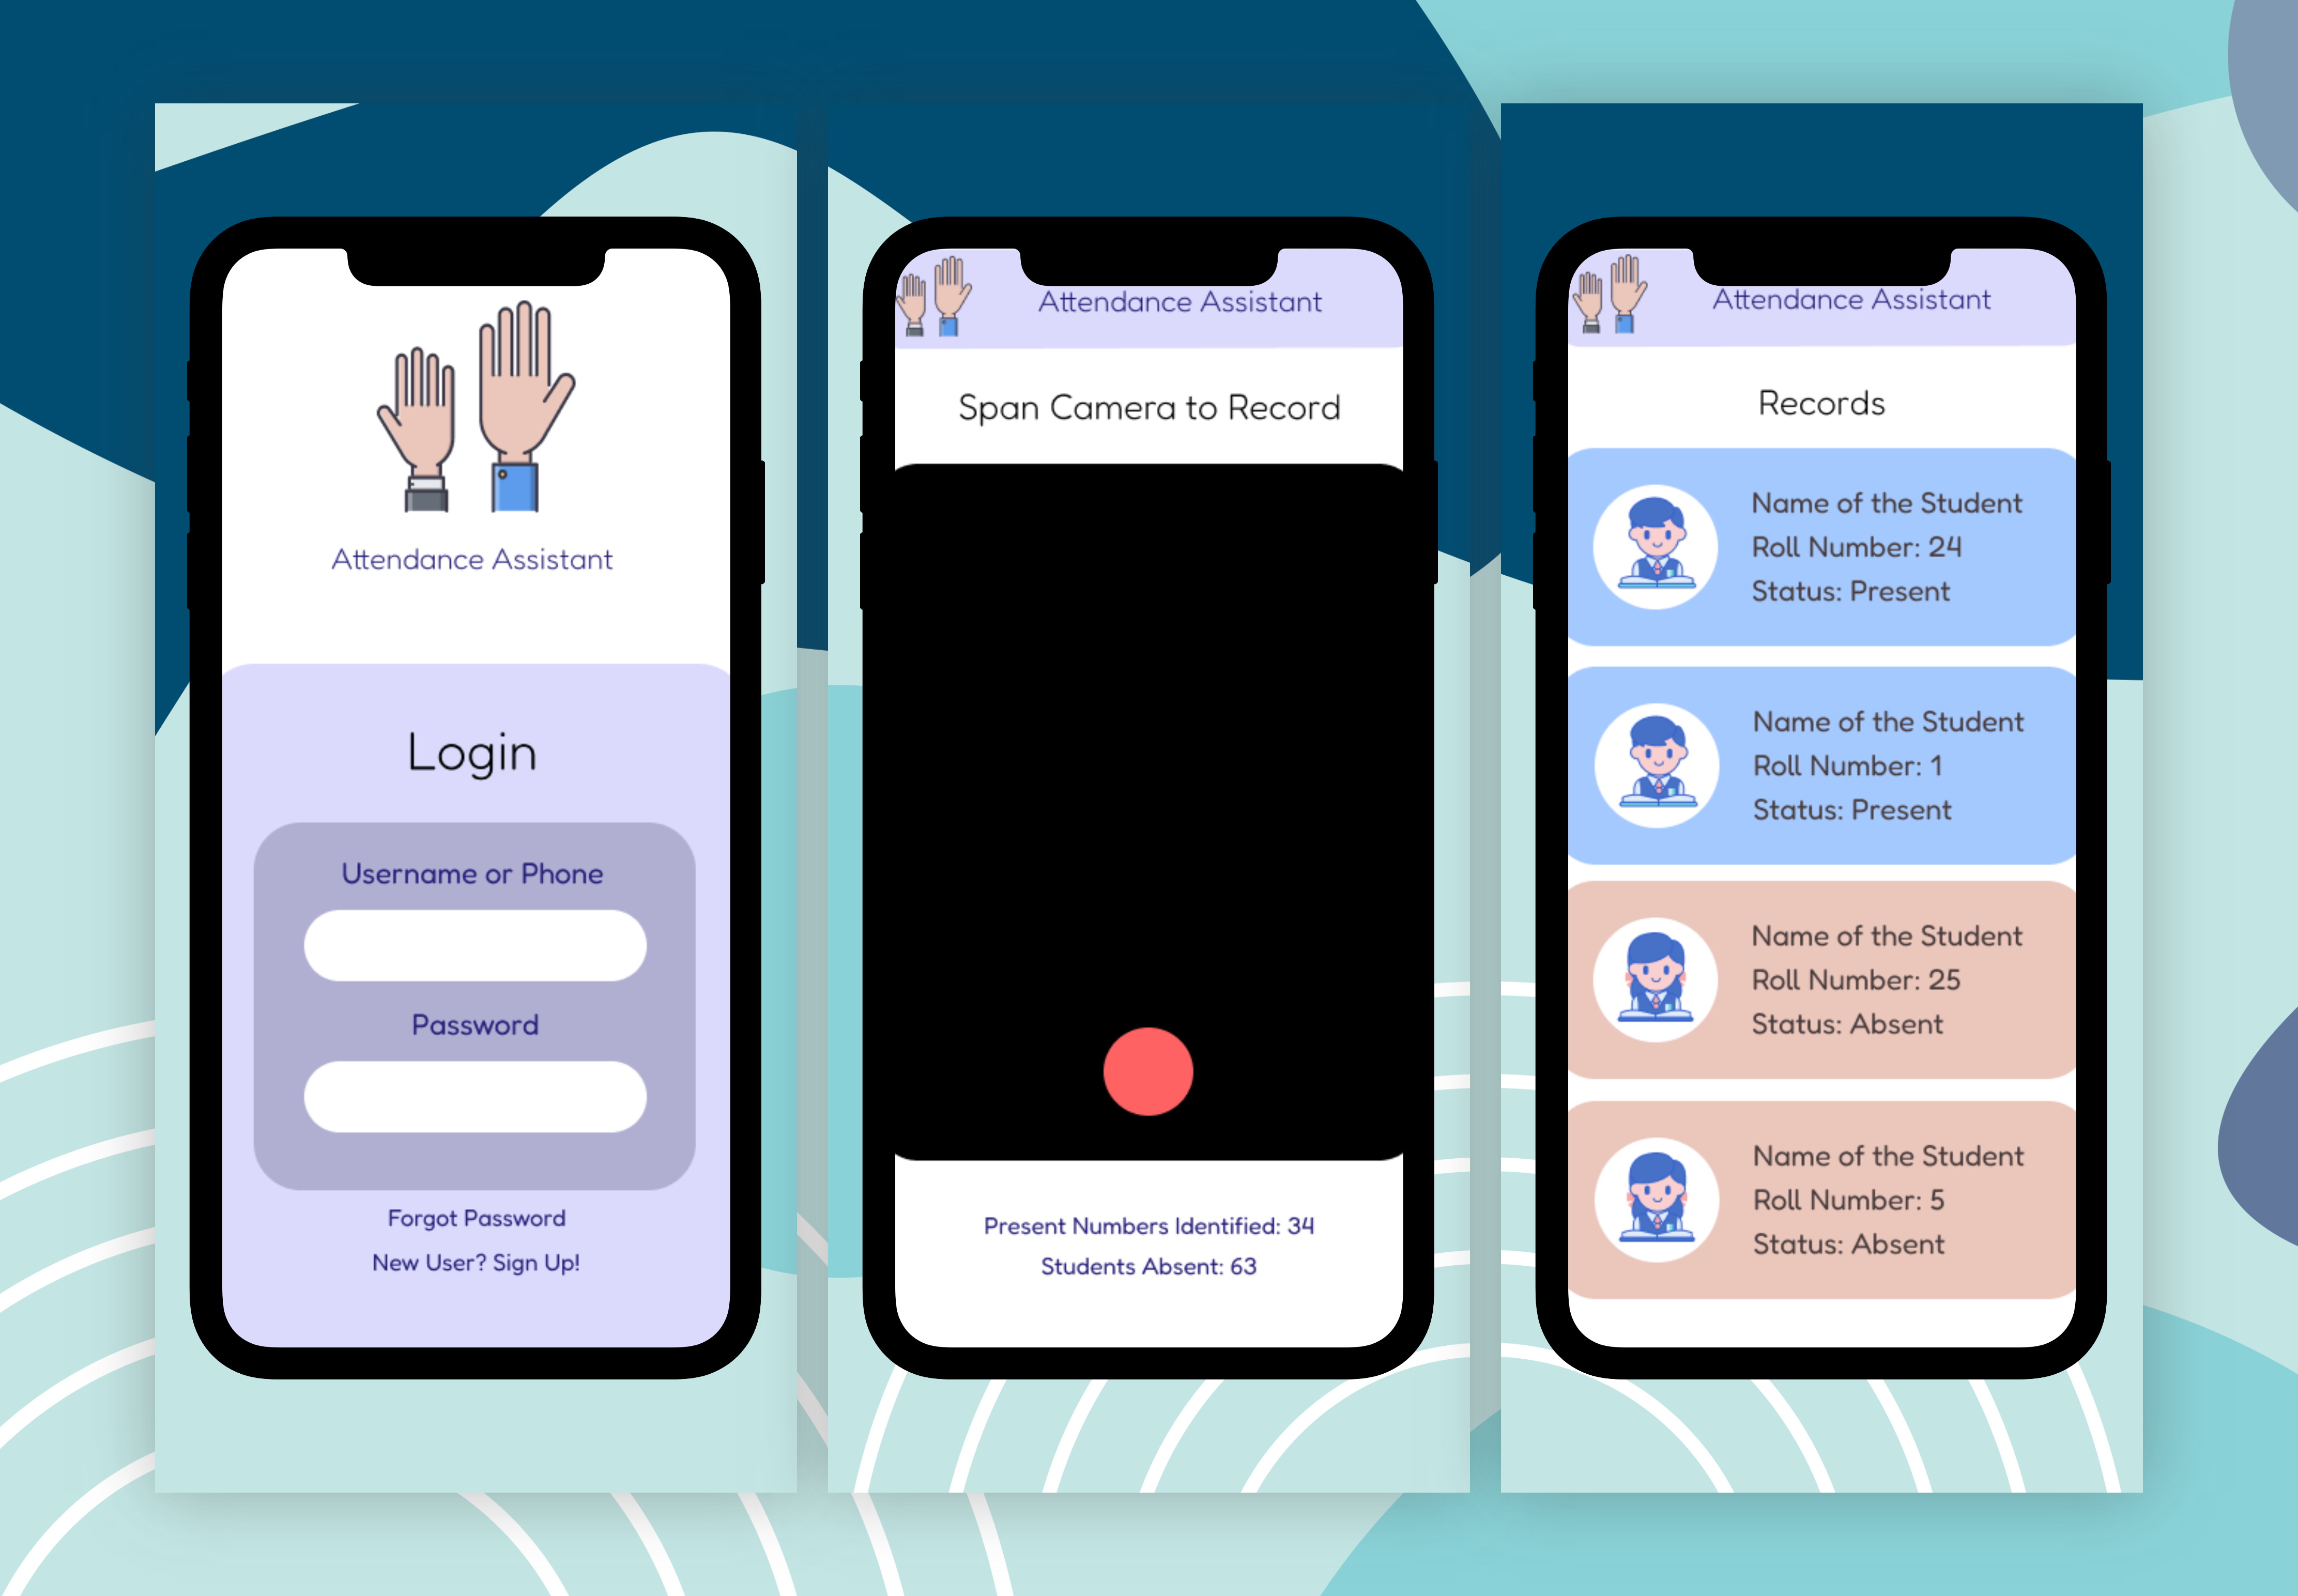 Attendance Assistant
Login
Username or Phone
Password
Forgot Password
New User? Sign Up!
Attendance Assistant
Span Camera to Record
Present Numbers Identified: 34
Students Absent: 63
Attendance Assistant
Records
Name of the Student
Roll Number: 24
Status: Present
Name of the Student
Roll Number: 1
Status: Present
Name of the Student
Roll Number: 25
Status: Absent
Name of the Student
Roll Number: 5
Status: Absent